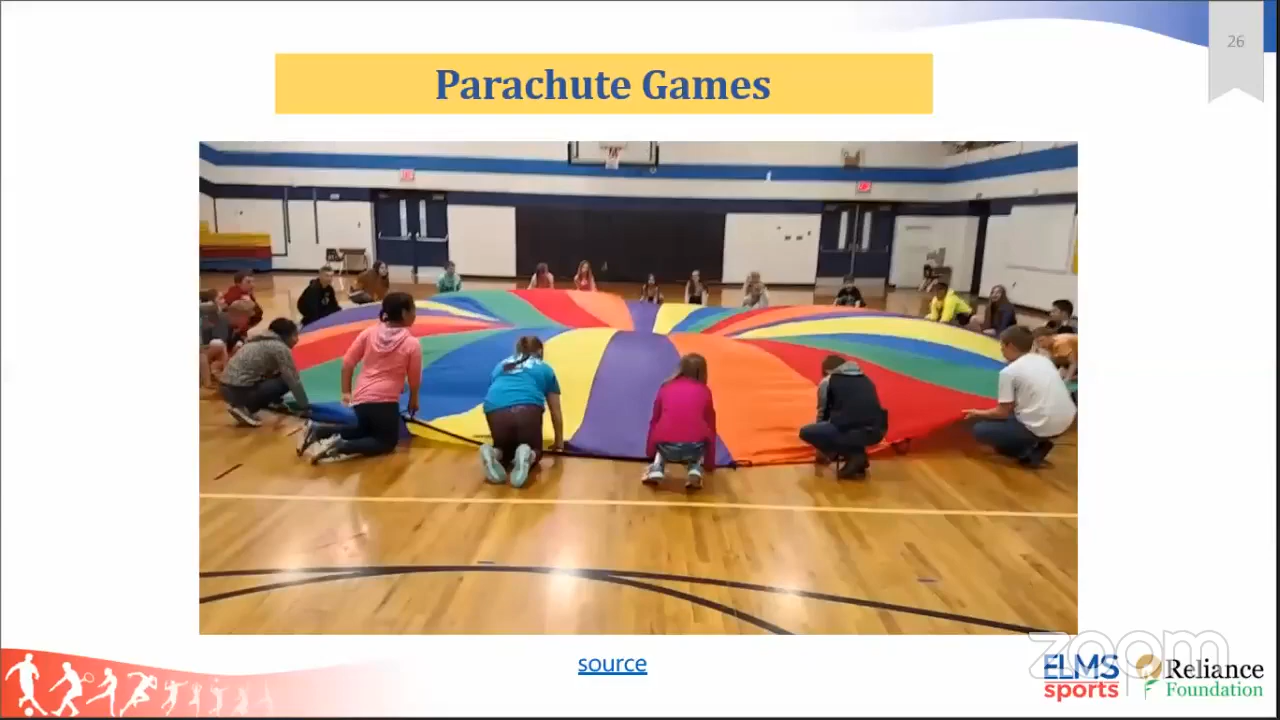 26
Parachute Games
source
zoom
ELMS
sports
Reliance
Foundation